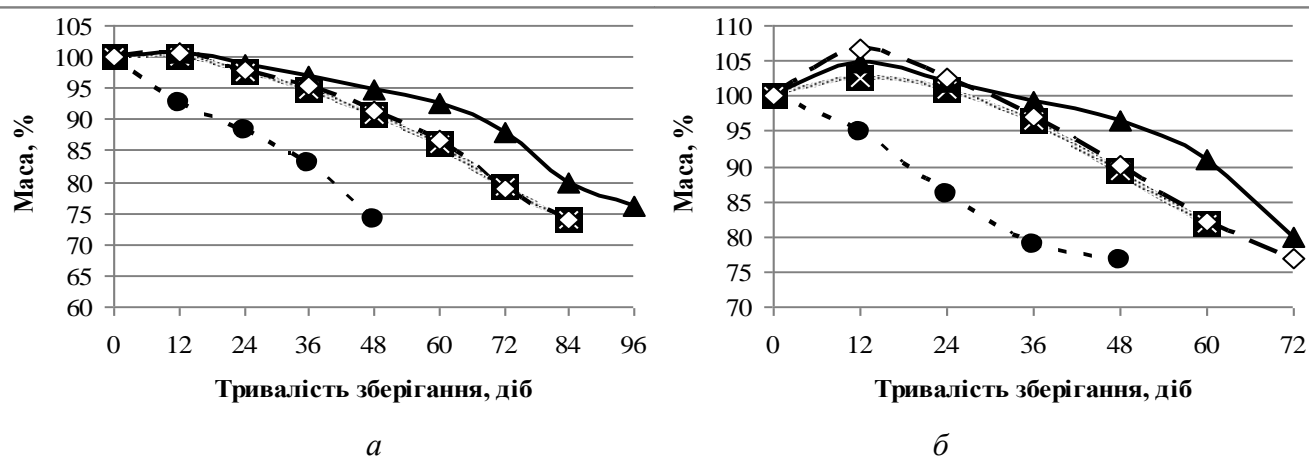 105
100
95
90
85
80
75
70
65
60
Маса, %
0 12 24 36 48 60 72 84 96
Тривалість зберігання, діб
а
110
105
100
95
90
85
80
75
70
Маса, %
0 12 24 36 48 60 72
Тривалість зберігання, діб
б